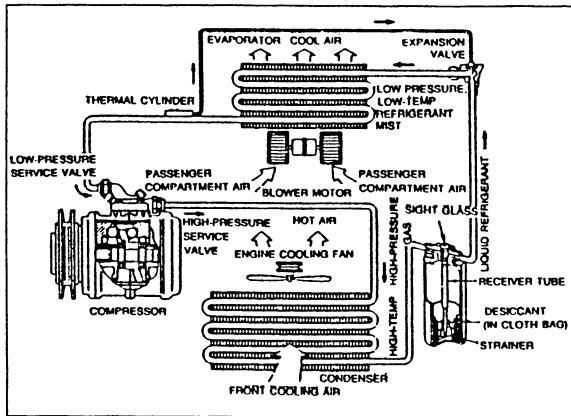 EVAPORATOR COOL AIR
EXPANSION
VALVE
LOW PRESSURE,
LOW-TEMP
REFRIGERANT
MIST
THERMAL CYLINDER
LOW-PRESSURE
SERVICE VALVE
PASSENGER
COMPARTMENT AIR
BLOWER MOTOR
PASSENGER
COMPARTMENT AIR
LIQUID REFRIGERANT
SIGHT GLASS
HIGH-PRESSURE
SERVICE
VALVE
HOT AIR
ENGINE COOLING FAN
HIGH-TEMP HIGH-PRESSURE
GAS
RECEIVER TUBE
DESICCANT
(IN CLOTH BAG)
STRAINER
COMPRESSOR
CONDENSER
FRONT COOLING AIR